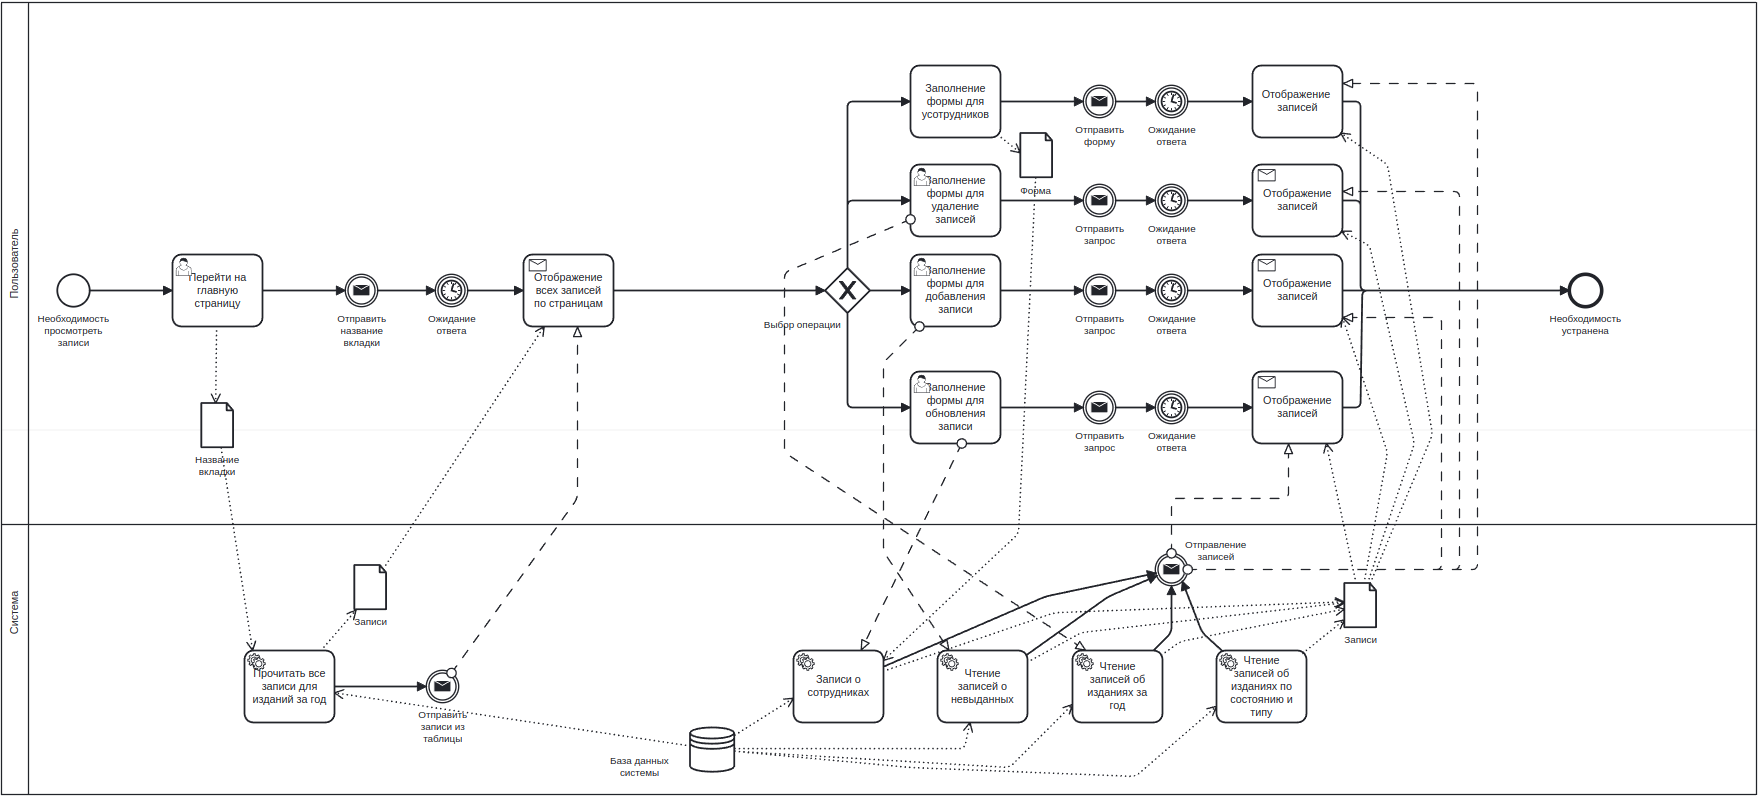 Пользователь
Необходимость
просмотреть
записи
Перейти на
главную
страницу
Отправить
название
вкладки
Ожидание
ответа
Отображение
всех записей
по страницам
Выбор операции
Заполнение
формы для
усотрудников
Отправить
форму
Ожидание
ответа
Отображение
записей
Форма
Заполнение
формы для
удаление
записей
Отправить
запрос
Ожидание
ответа
Отображение
записей
Заполнение
формы для
добавления
записи
Отправить
запрос
Ожидание
ответа
Отображение
записей
Заполнение
формы для
обновления
записи
Отправить
запрос
Ожидание
ответа
Отображение
записей
Необходимость
устранена
Название
вкладки
Система
Записи
Прочитать все
записи для
изданий за год
Отправить
записи из
таблицы
База данных
системы
Записи о
сотрудниках
Чтение
записей о
невыданных
Чтение
записей об
изданиях за
год
Чтение
записей об
изданиях по
состоянию и
типу
Отправление
записей
Записи